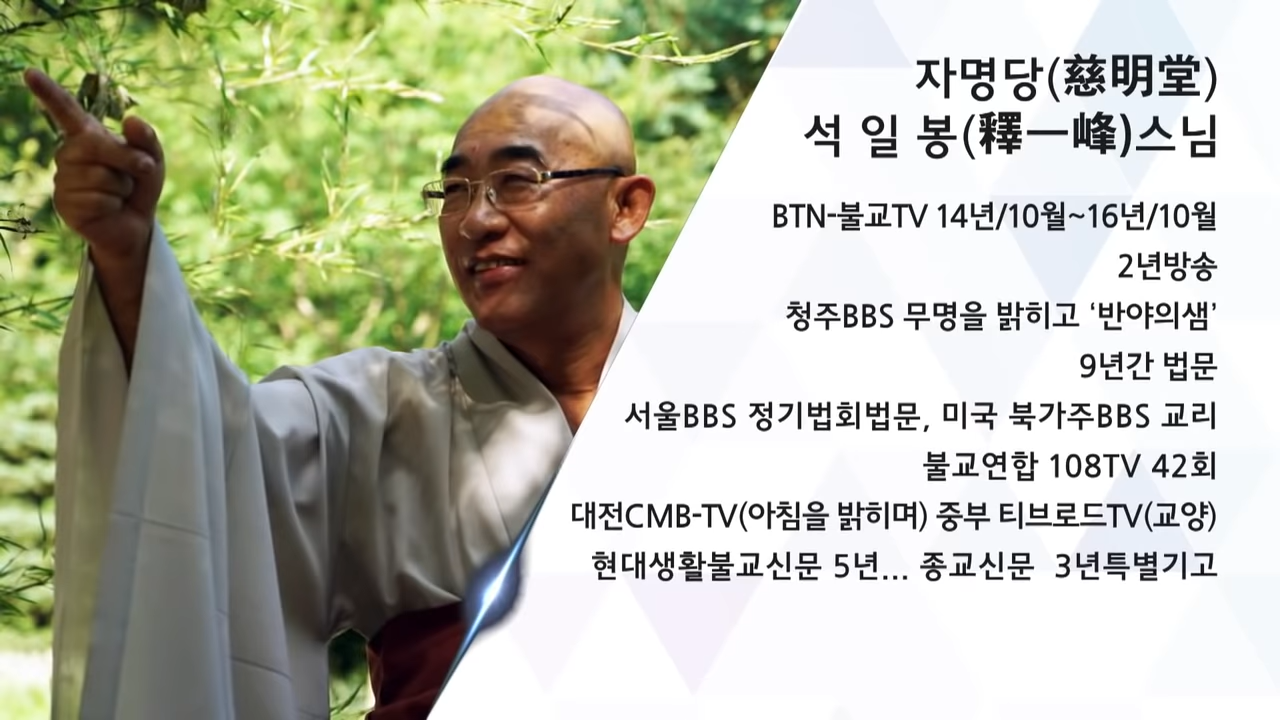 자명당(慈明堂)
석 일 봉(釋一峰)스님
BTN-불교TV 14년/10월~16년/10월
2년방송
청주BBS 무명을 밝히고 ‘반야의샘’
9년간 법문
서울BBS 정기법회법문, 미국 북가주BBS 교리
불교연합 108TV 42회
대전CMB-TV(아침을 밝히며) 중부 티브로드TV(교양)
현대생활불교신문 5년... 종교신문 3년특별기고